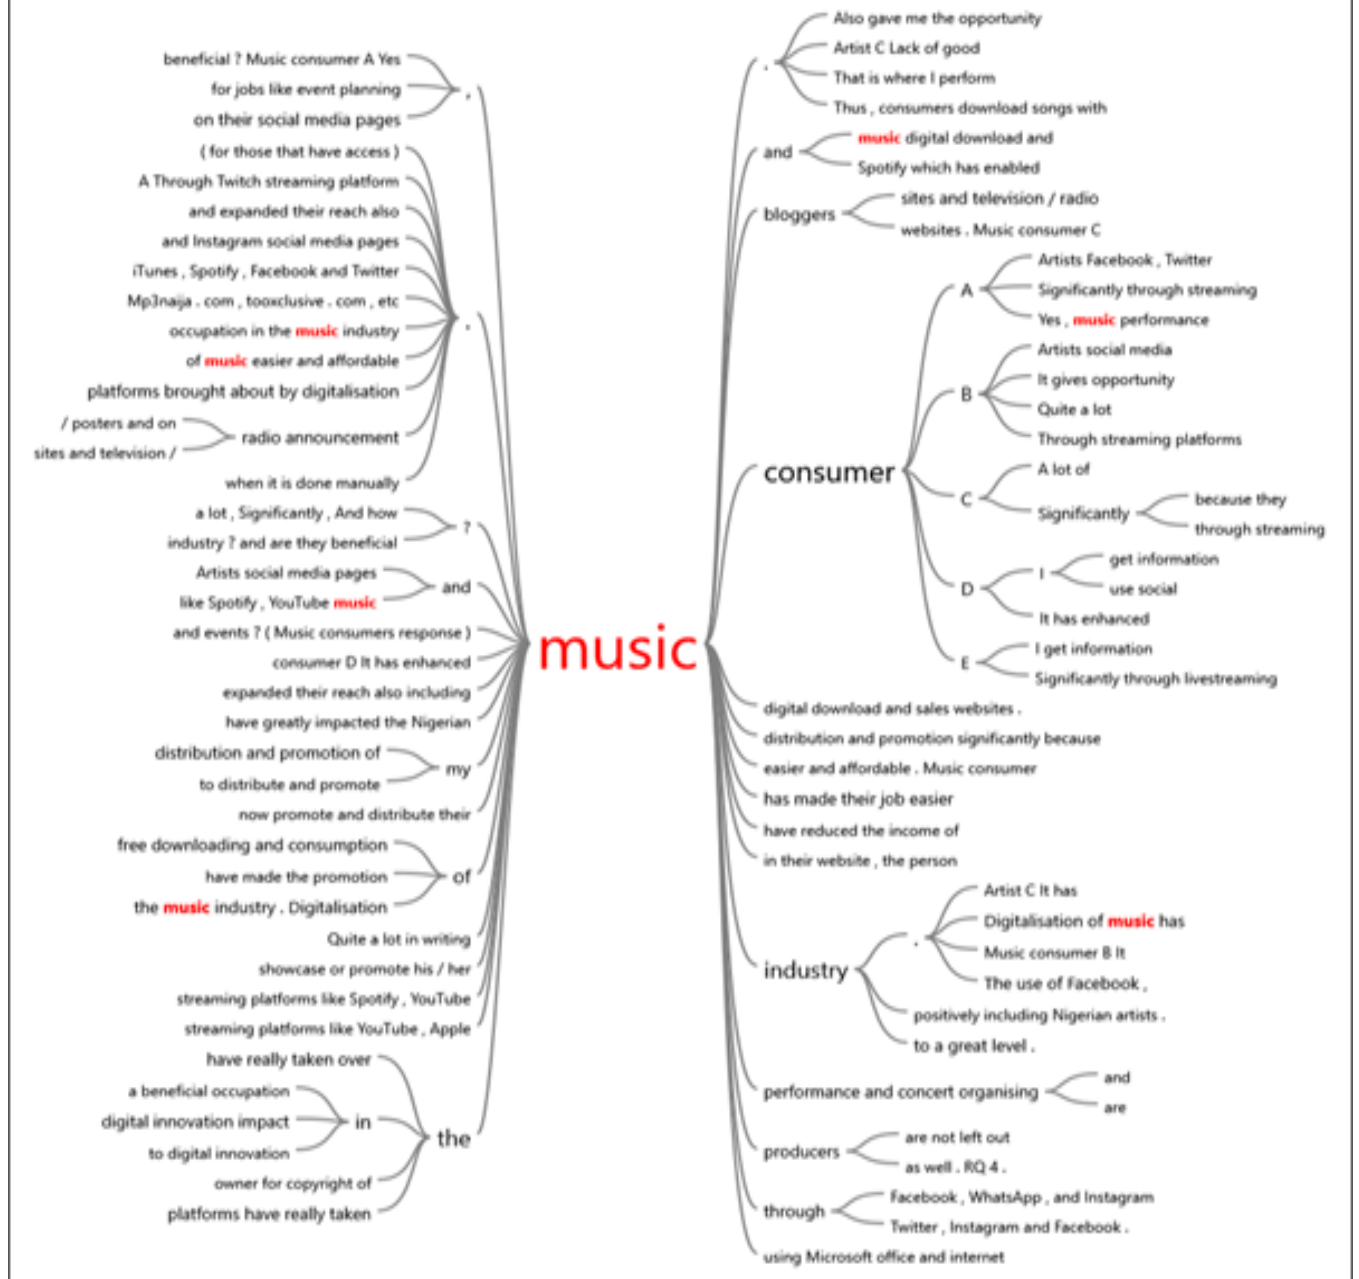 beneficial ? Music consumer A Yes
for jobs like event planning
on their social media pages
.
( for those that have access )
A Through Twitch streaming platform
and expanded their reach also
and Instagram social media pages
iTunes , Spotify , Facebook and Twitter
Mp3naija . com , tooxclusive . com , etc
occupation in the music industry
of music easier and affordable
platforms brought about by digitalisation
/ posters and on
sites and television /
radio announcement
when it is done manually
.
a lot , Significantly , And how
industry ? and are they beneficial
?
Artists social media pages
like Spotify , YouTube music
and
and events ? ( Music consumers response )
consumer D It has enhanced
expanded their reach also including
have greatly impacted the Nigerian
distribution and promotion of
to distribute and promote
my
now promote and distribute their
free downloading and consumption
have made the promotion
the music industry . Digitalisation
of
Quite a lot in writing
showcase or promote his / her
streaming platforms like Spotify , YouTube
streaming platforms like YouTube , Apple
have really taken over
a beneficial occupation
digital innovation impact
to digital innovation
in
owner for copyright of
platforms have really taken
the
music
.
Also gave me the opportunity
Artist C Lack of good
That is where I perform
Thus , consumers download songs with
and
music digital download and
Spotify which has enabled
bloggers
sites and television / radio
websites . Music consumer C
consumer
A
Artists Facebook , Twitter
Significantly through streaming
Yes , music performance
B
Artists social media
It gives opportunity
Quite a lot
Through streaming platforms
C
A lot of
Significantly
because they
through streaming
D
I
get information
use social
It has enhanced
E
I get information
Significantly through livestreaming
digital download and sales websites .
distribution and promotion significantly because
easier and affordable . Music consumer
has made their job easier
have reduced the income of
in their website , the person
industry
.
Artist C It has
Digitalisation of music has
Music consumer B It
The use of Facebook ,
positively including Nigerian artists .
to a great level .
performance and concert organising
and
are
producers
are not left out
as well . RQ 4 .
through
Facebook , WhatsApp , and Instagram
Twitter , Instagram and Facebook .
using Microsoft office and internet